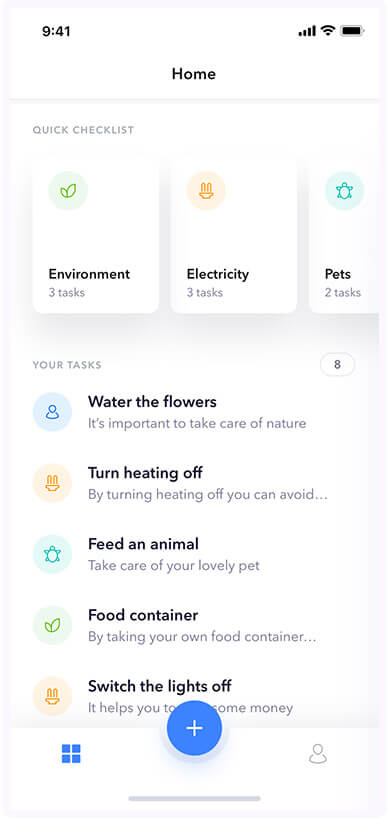 9:41
Home
QUICK CHECKLIST
Environment
3 tasks
Electricity
3 tasks
Pets
2 tasks
YOUR TASKS
8
Water the flowers
It's important to take care of nature
Turn heating off
By turning heating off you can avoid...
Feed an animal
Take care of your lovely pet
Food container
By taking your own food container...
Switch the lights off
It helps you to some money